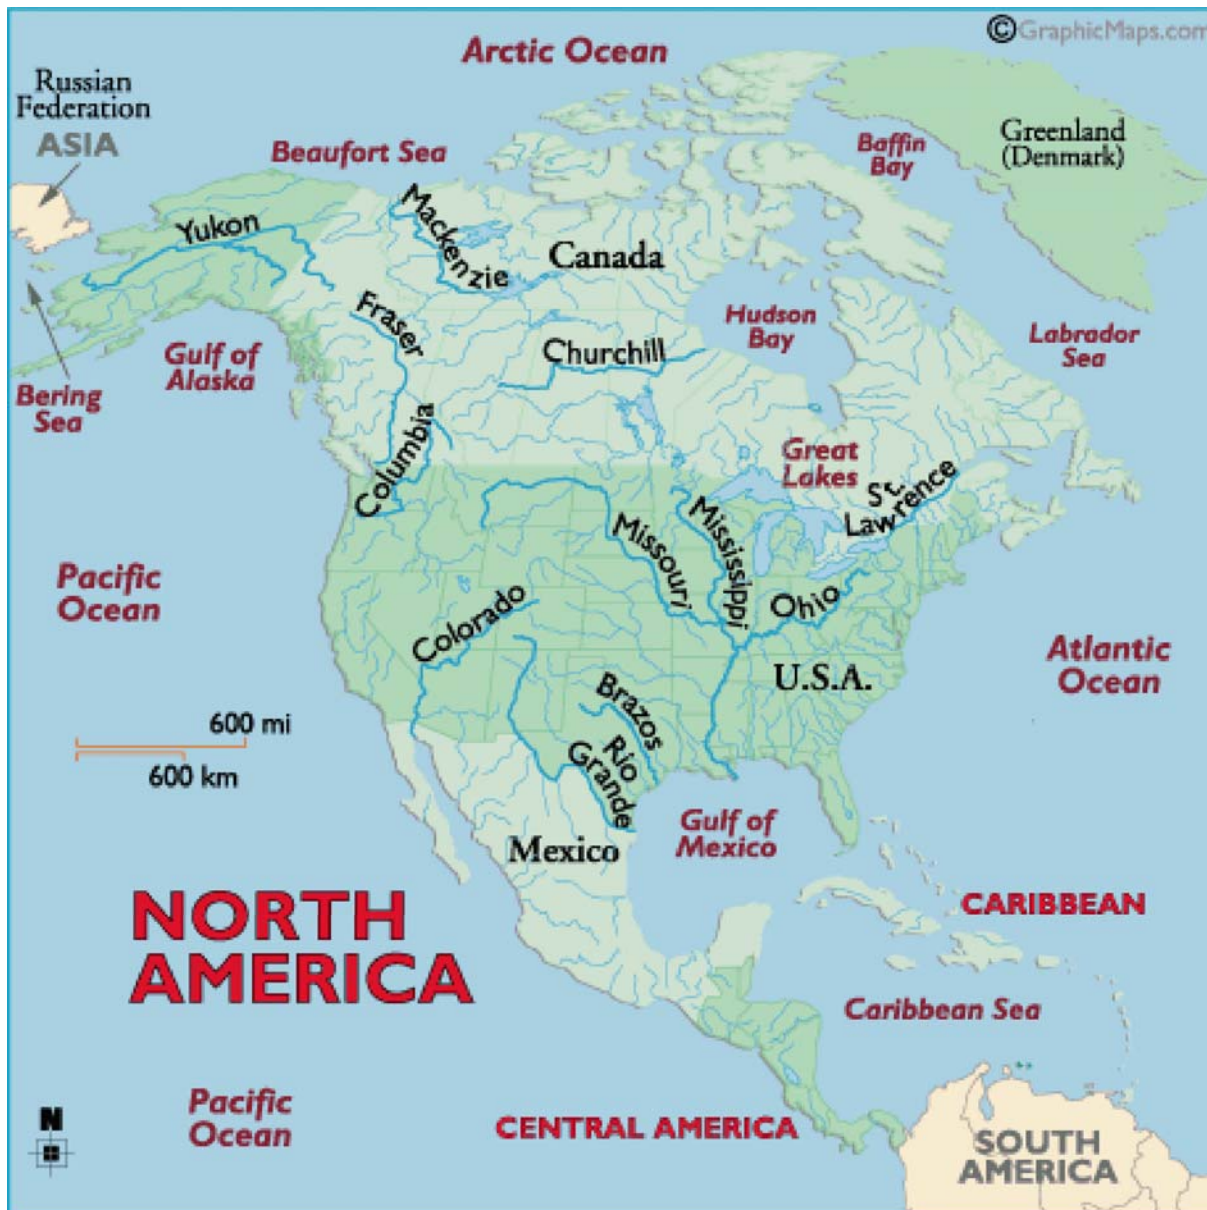 ©GraphicMaps.com
Arctic Ocean
Russian
Federation
ASIA
Beaufort Sea
Baffin
Bay
Greenland
(Denmark)
Yukon
Mackenzie
Canada
Fraser
Hudson
Bay
Labrador
Sea
Gulf of
Alaska
Churchill
Bering
Sea
Columbia
Great
Lakes
St.
Lawrence
Missouri
Mississippi
Pacific
Ocean
Colorado
Ohio
Atlantic
Ocean
U.S.A.
Brazos
600 mi
600 km
Rio
Grande
Gulf of
Mexico
Mexico
NORTH
AMERICA
CARIBBEAN
Caribbean Sea
Pacific
Ocean
N
CENTRAL AMERICA
SOUTH
AMERICA